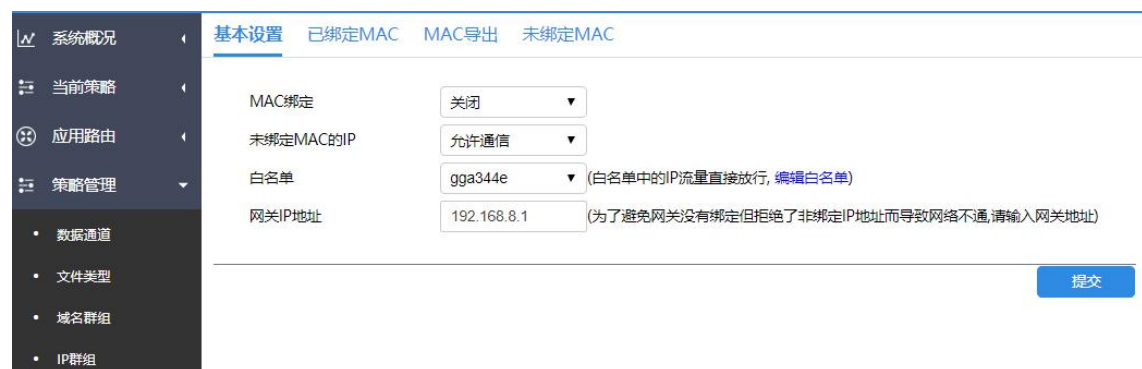 系统概况
当前策略
应用路由
策略管理
数据通道
文件类型
域名群组
IP群组
基本设置 已绑定MAC MAC导出 未绑定MAC
MAC绑定 关闭
未绑定MAC的IP 允许通信
白名单 gga344e (白名单中的IP流量直接放行, 编辑白名单)
网关IP地址 192.168.8.1 (为了避免网关没有绑定但拒绝了非绑定IP地址而导致网络不通,请输入网关地址)
提交